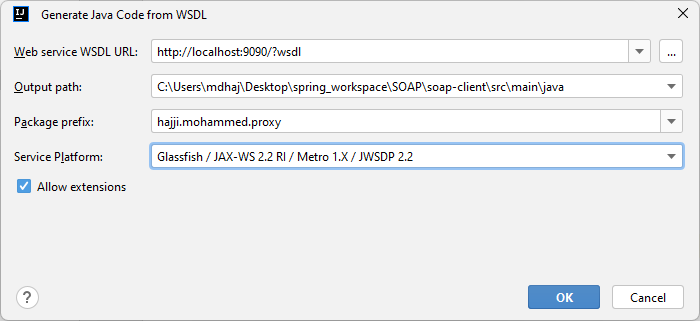 IJ Generate Java Code from WSDL
Web service WSDL URL: http://localhost:9090/?wsdl ...
Output path: C:\Users\mdhaj\Desktop\spring_workspace\SOAP\soap-client\src\main\java
Package prefix: hajji.mohammed.proxy
Service Platform: Glassfish / JAX-WS 2.2 RI / Metro 1.X / JWSDP 2.2
Allow extensions
? OK Cancel